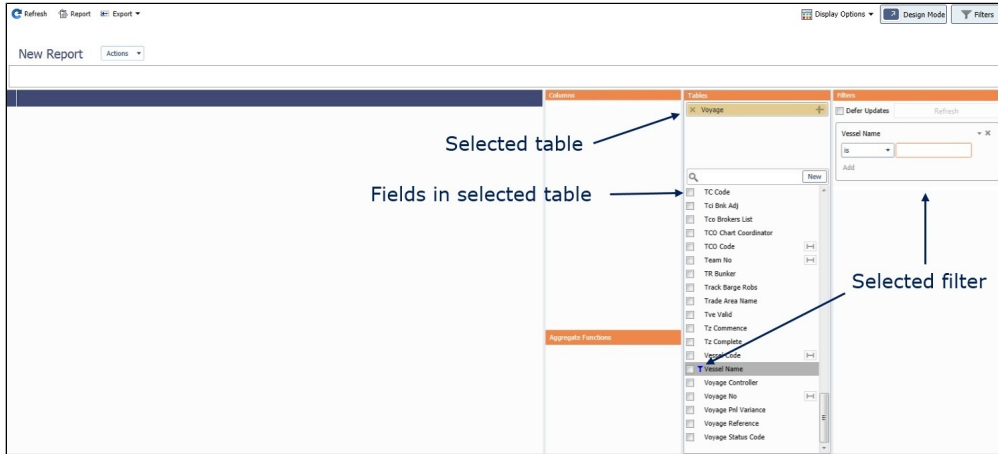 Refresh Report Export Display Options Design Mode Filters
New Report Actions
Columns Tables Filters
Voyage Defer Updates Refresh
Selected table
Vessel Name
is
Add
New
Fields in selected table
TC Code
Tci Bnk Adj
Tco Brokers List
TCO Chart Coordinator
TCO Code
Team No
TR Bunker
Selected filter
Track Barge Robs
Trade Area Name
Tve Valid
Tz Commence
Aggregate Functions
Tz Complete
Vessel Code
Vessel Name
Voyage Controller
Voyage No
Voyage Pnl Variance
Voyage Reference
Voyage Status Code